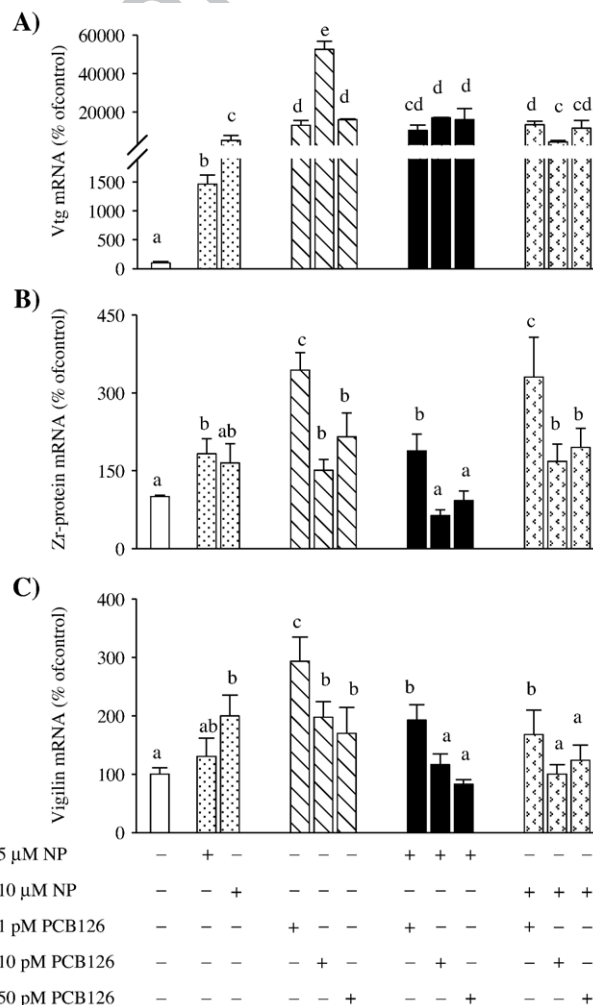 A)
Vtg mRNA (% ofcontrol)
60000
40000
20000
1500
1000
500
0
a
b
c
d
e
d
cd
d
d
d
c
cd
B)
Zr-protein mRNA (% ofcontrol)
450
300
150
0
a
b
ab
c
b
b
b
a
a
c
b
b
C)
Vigilin mRNA (% ofcontrol)
400
300
200
100
0
a
ab
b
c
b
b
b
a
a
b
a
a
5 μM NP – + – – – – + + + – – –
10 μM NP – – + – – – – – – + + +
1 pM PCB126 – – – + – – + – – + – –
10 pM PCB126 – – – – + – – + – – + –
50 pM PCB126 – – – – – + – – + – – +